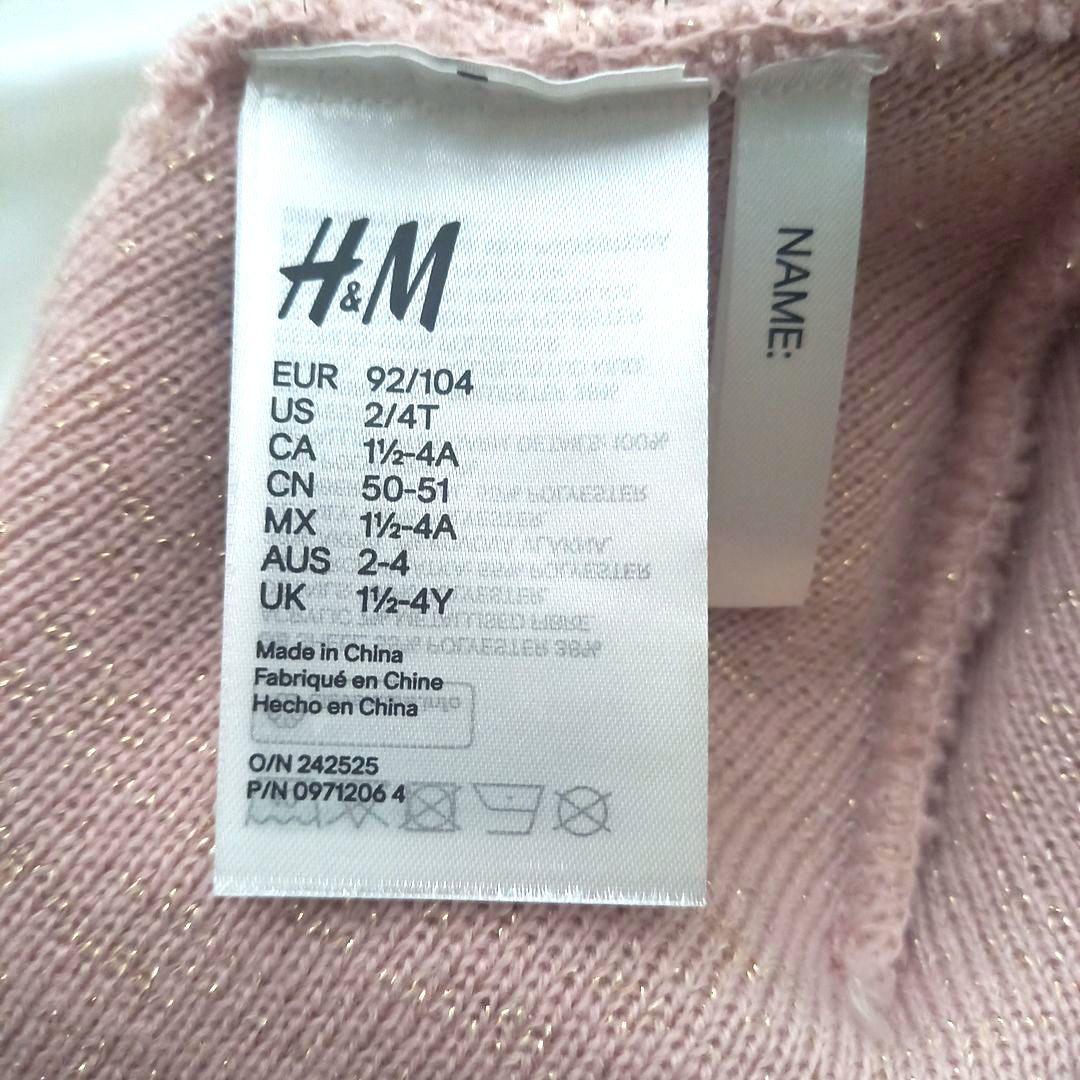 H&M
EUR 92/104
US 2/4T
CA 1½-4A
CN 50-51
MX 1½-4A
AUS 2-4
UK 1½-4Y
Made in China
Fabriqué en Chine
Hecho en China
O/N 242525
P/N 0971206 4
NAME: